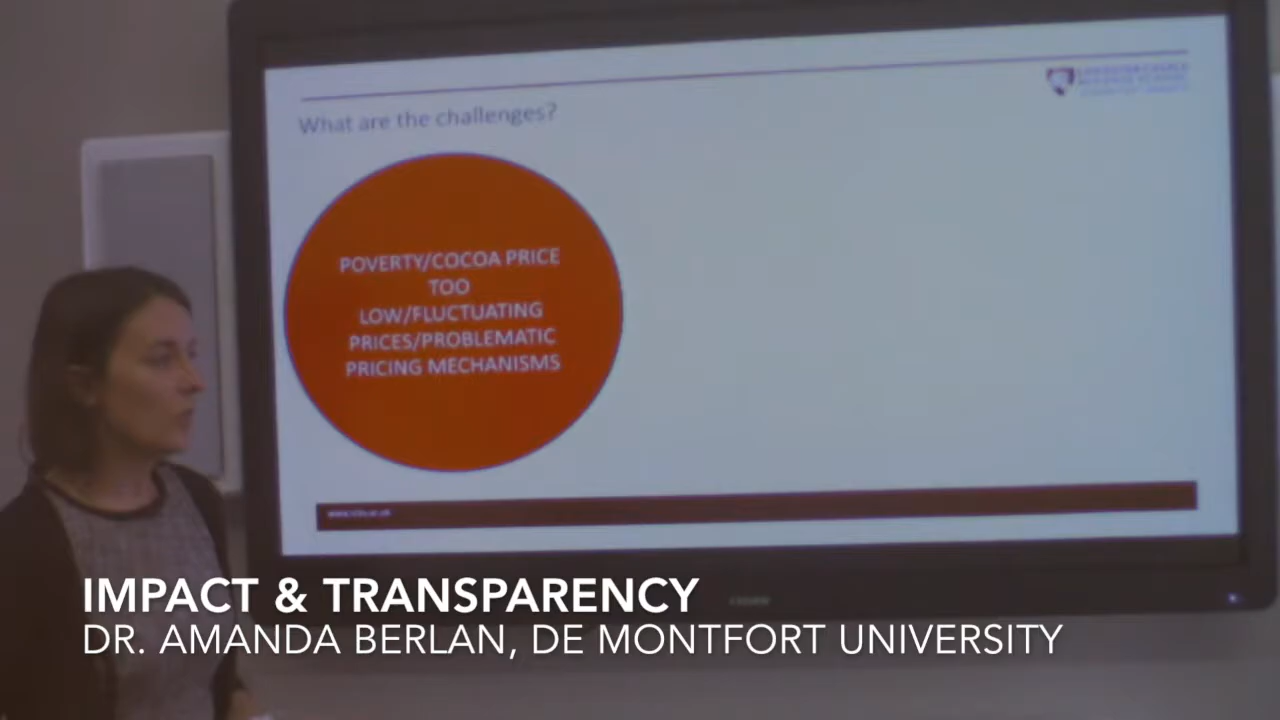 What are the challenges?
POVERTY/COCOA PRICE
TOO
LOW/FLUCTUATING
PRICES/PROBLEMATIC
PRICING MECHANISMS
IMPACT & TRANSPARENCY
DR. AMANDA BERLAN, DE MONTFORT UNIVERSITY